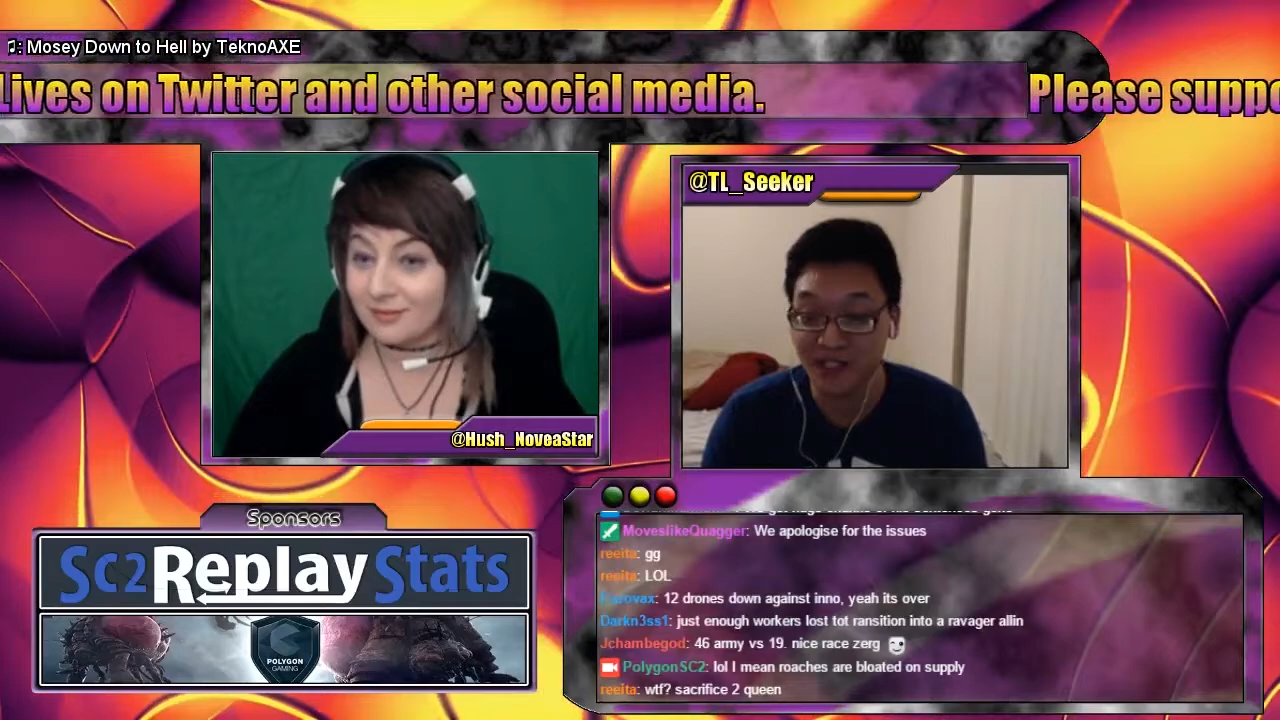 ♫: Mosey Down to Hell by TeknoAXE
Lives on Twitter and other social media.
Please suppo
@TL_Seeker
@Hush_NoveaStar
Sponsors
Sc2ReplayStats
POLYGON
GAMING
MoveslikeQuagger: We apologise for the issues
reeita: gg
reeita: LOL
12 drones down against inno, yeah its over
Darkn3ss1: just enough workers lost tot ransition into a ravager allin
Jchambegod: 46 army vs 19. nice race zerg
PolygonSC2: lol I mean roaches are bloated on supply
reeita: wtf? sacrifice 2 queen